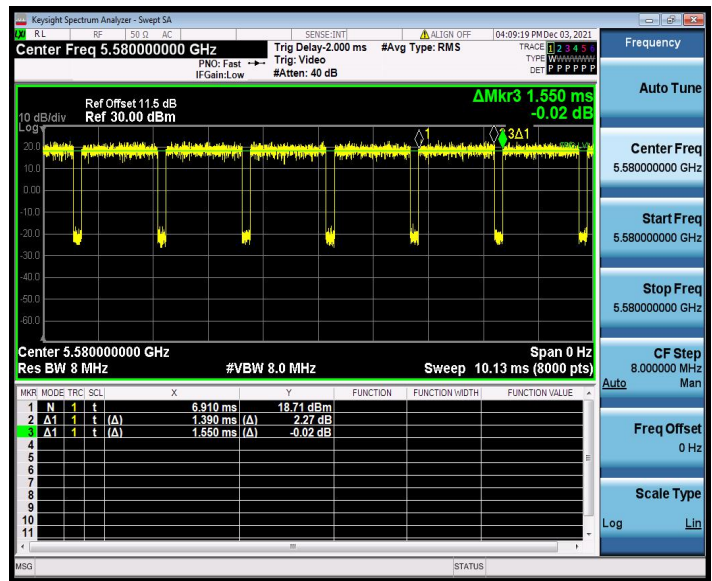 Keysight Spectrum Analyzer - Swept SA
RL RF 50 Ω AC SENSE:INT ALIGN OFF 04:09:19 PM Dec 03, 2021
Center Freq 5.580000000 GHz
PNO: Fast
IFGain:Low
Trig Delay-2.000 ms
Trig: Video
#Atten: 40 dB
#Avg Type: RMS
TRACE 1 2 3 4 5 6
TYPE WWWWWW
DET P P P P P P
ΔMkr3 1.550 ms
-0.02 dB
Ref Offset 11.5 dB
10 dB/div Ref 30.00 dBm
Log
1 3Δ1
20.0
10.0
0.00
-10.0
-20.0
-30.0
-40.0
-50.0
-60.0
Center 5.580000000 GHz Span 0 Hz
Res BW 8 MHz #VBW 8.0 MHz Sweep 10.13 ms (8000 pts)
MKR MODE TRC SCL X Y FUNCTION FUNCTION WIDTH FUNCTION VALUE
1 N 1 t 6.910 ms 18.71 dBm
2 Δ1 1 t (Δ) 1.390 ms (Δ) 2.27 dB
3 Δ1 1 t (Δ) 1.550 ms (Δ) -0.02 dB
4
5
6
7
8
9
10
11
MSG STATUS
Frequency
Auto Tune
Center Freq
5.580000000 GHz
Start Freq
5.580000000 GHz
Stop Freq
5.580000000 GHz
CF Step
8.000000 MHz
Auto Man
Freq Offset
0 Hz
Scale Type
Log Lin